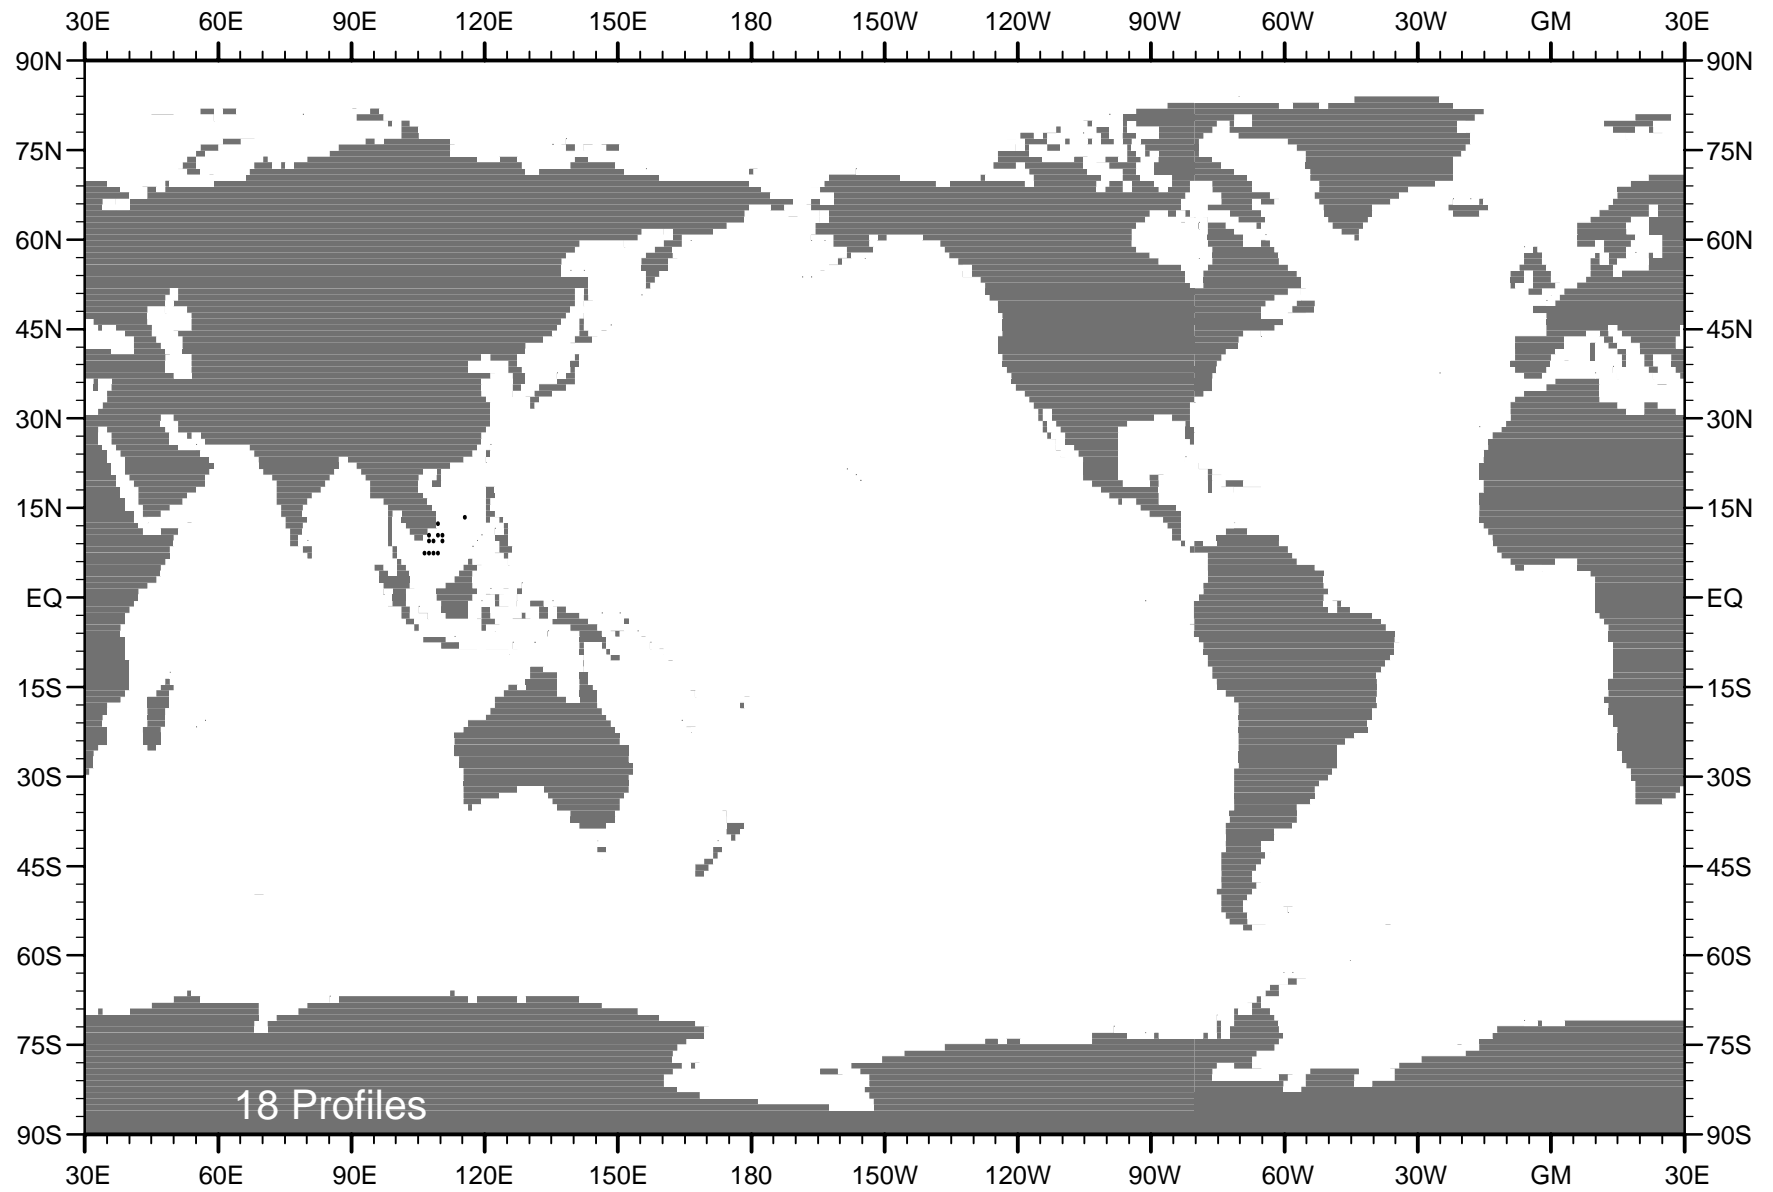 30E 60E 90E 120E 150E 180 150W 120W 90W 60W 30W GM 30E
90N 90N
75N 75N
60N 60N
45N 45N
30N 30N
15N 15N
EQ EQ
15S 15S
30S 30S
45S 45S
60S 60S
75S 75S
18 Profiles
90S 90S
30E 60E 90E 120E 150E 180 150W 120W 90W 60W 30W GM 30E